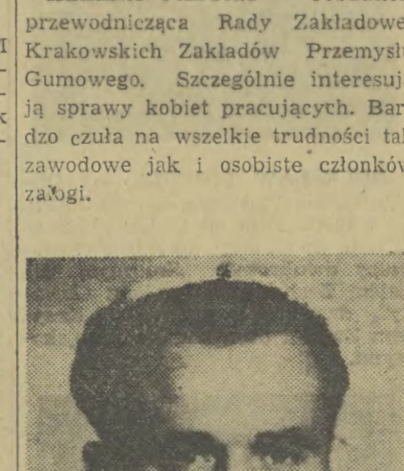 przewodnicząca Rady Zakładowe
Krakowskich Zakładów Przemysł
Gumowego. Szczególnie interesuj
ją sprawy kobiet pracujących. Bar
dzo czuła na wszelkie trudności tal
zawodowe jak i osobiste członków
załogi.